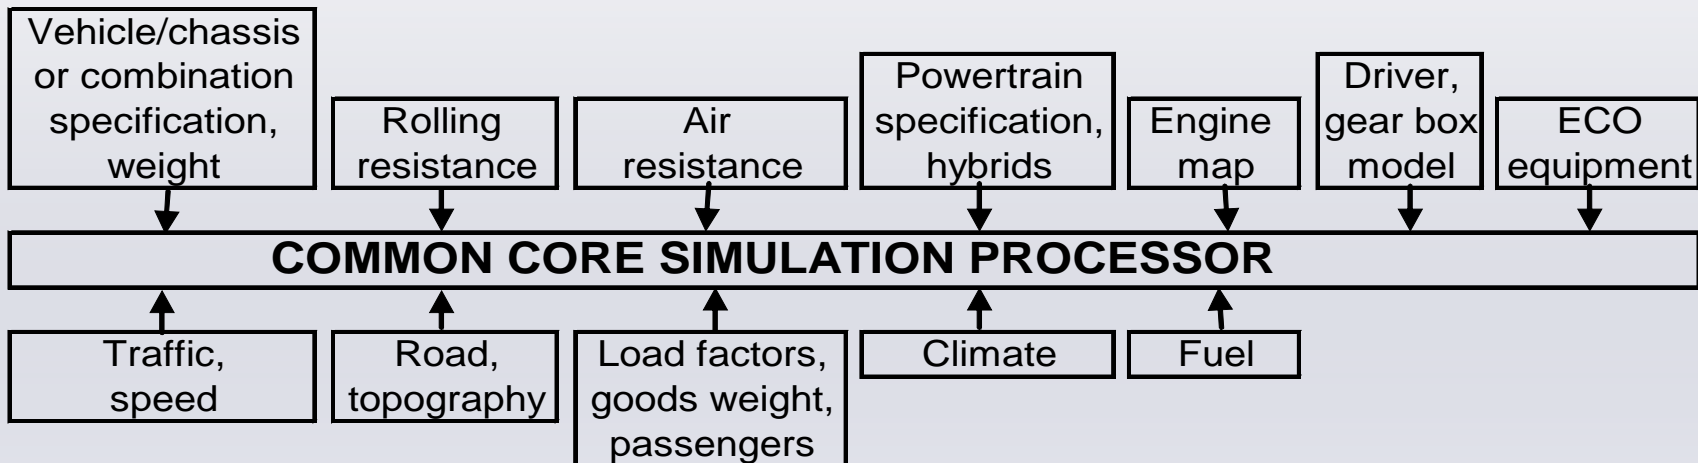 Vehicle/chassis
or combination
specification,
weight
Rolling
resistance
Air
resistance
Powertrain
specification,
hybrids
Engine
map
Driver,
gear box
model
ECO
equipment
COMMON CORE SIMULATION PROCESSOR
Traffic,
speed
Road,
topography
Load factors,
goods weight,
passengers
Climate
Fuel